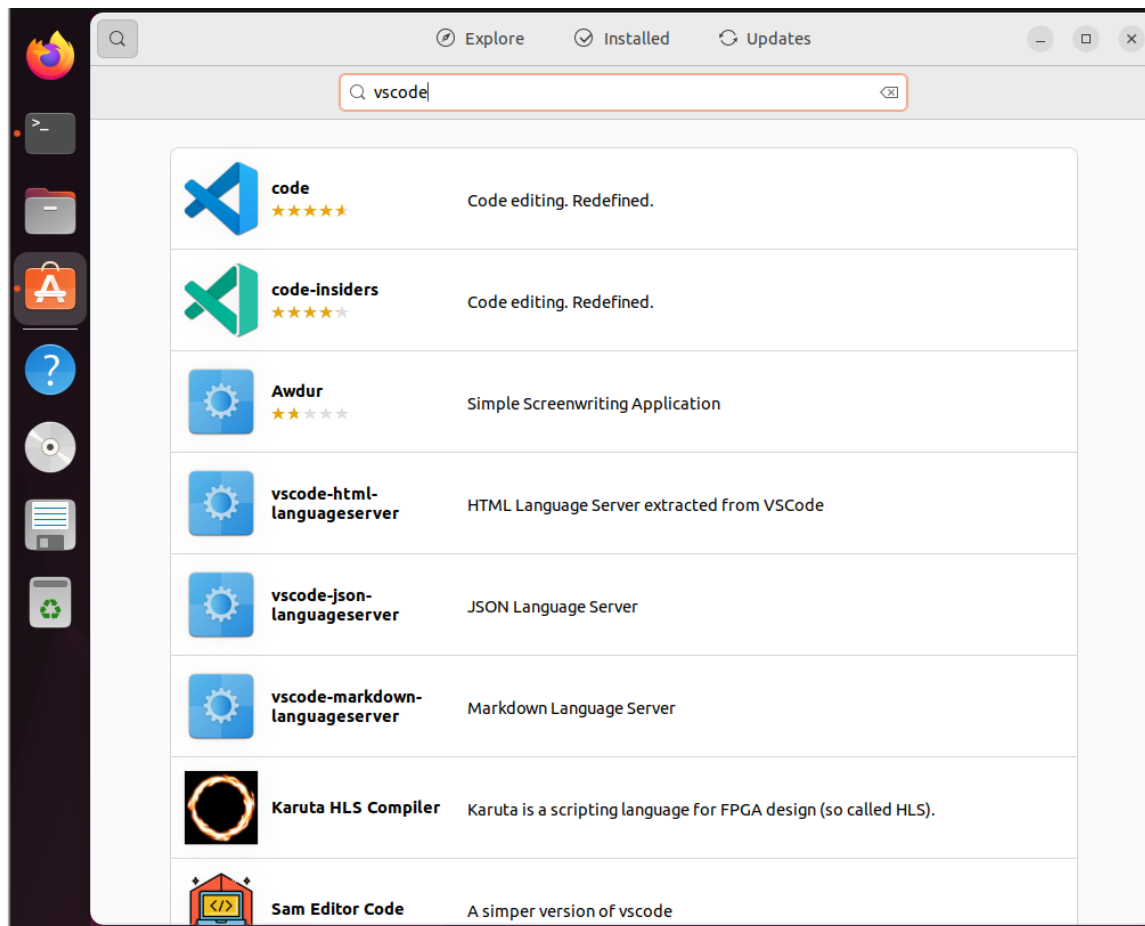 Explore
Installed
Updates
vscode
code
Code editing. Redefined.
code-insiders
Code editing. Redefined.
Awdur
Simple Screenwriting Application
vscode-html-
languageserver
HTML Language Server extracted from VSCode
vscode-json-
languageserver
JSON Language Server
vscode-markdown-
languageserver
Markdown Language Server
Karuta HLS Compiler
Karuta is a scripting language for FPGA design (so called HLS).
Sam Editor Code
A simper version of vscode